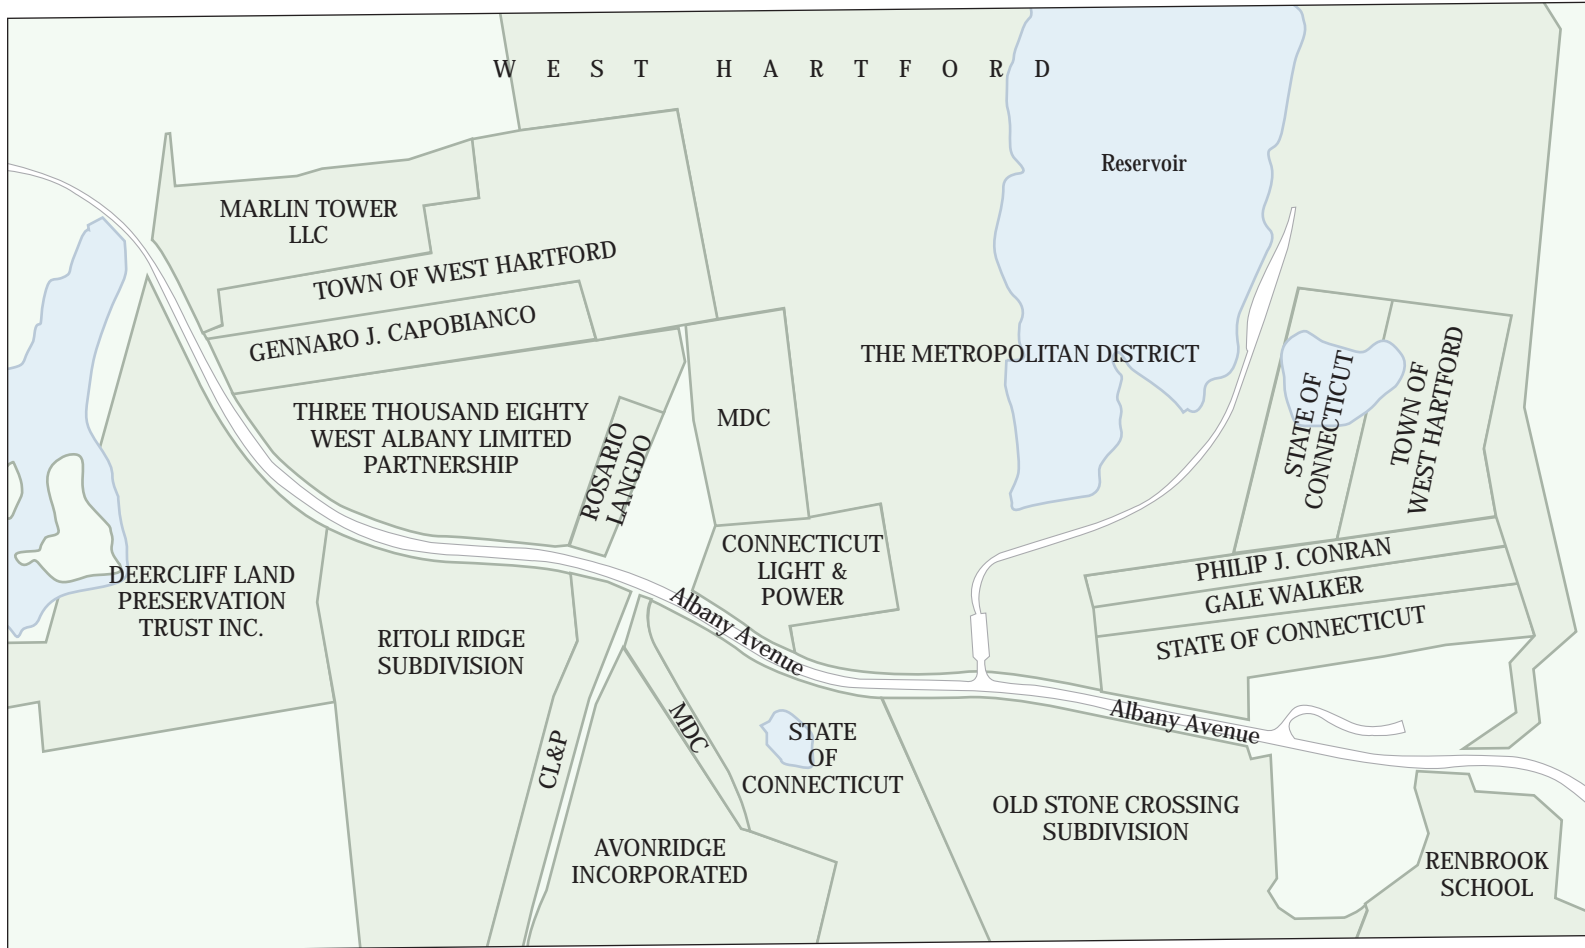 WEST HARTFORD
Reservoir
MARLIN TOWER
LLC
TOWN OF WEST HARTFORD
GENNARO J. CAPOBIANCO
THE METROPOLITAN DISTRICT
THREE THOUSAND EIGHTY
WEST ALBANY LIMITED
PARTNERSHIP
ROSARIO
LANGDO
MDC
STATE OF
CONNECTICUT
TOWN OF
WEST HARTFORD
CONNECTICUT
LIGHT &
POWER
PHILIP J. CONRAN
GALE WALKER
STATE OF CONNECTICUT
DEERCLIFF LAND
PRESERVATION
TRUST INC.
RITOLI RIDGE
SUBDIVISION
Albany Avenue
Albany Avenue
CL&P
MDC
STATE
OF
CONNECTICUT
OLD STONE CROSSING
SUBDIVISION
AVONRIDGE
INCORPORATED
RENBROOK
SCHOOL